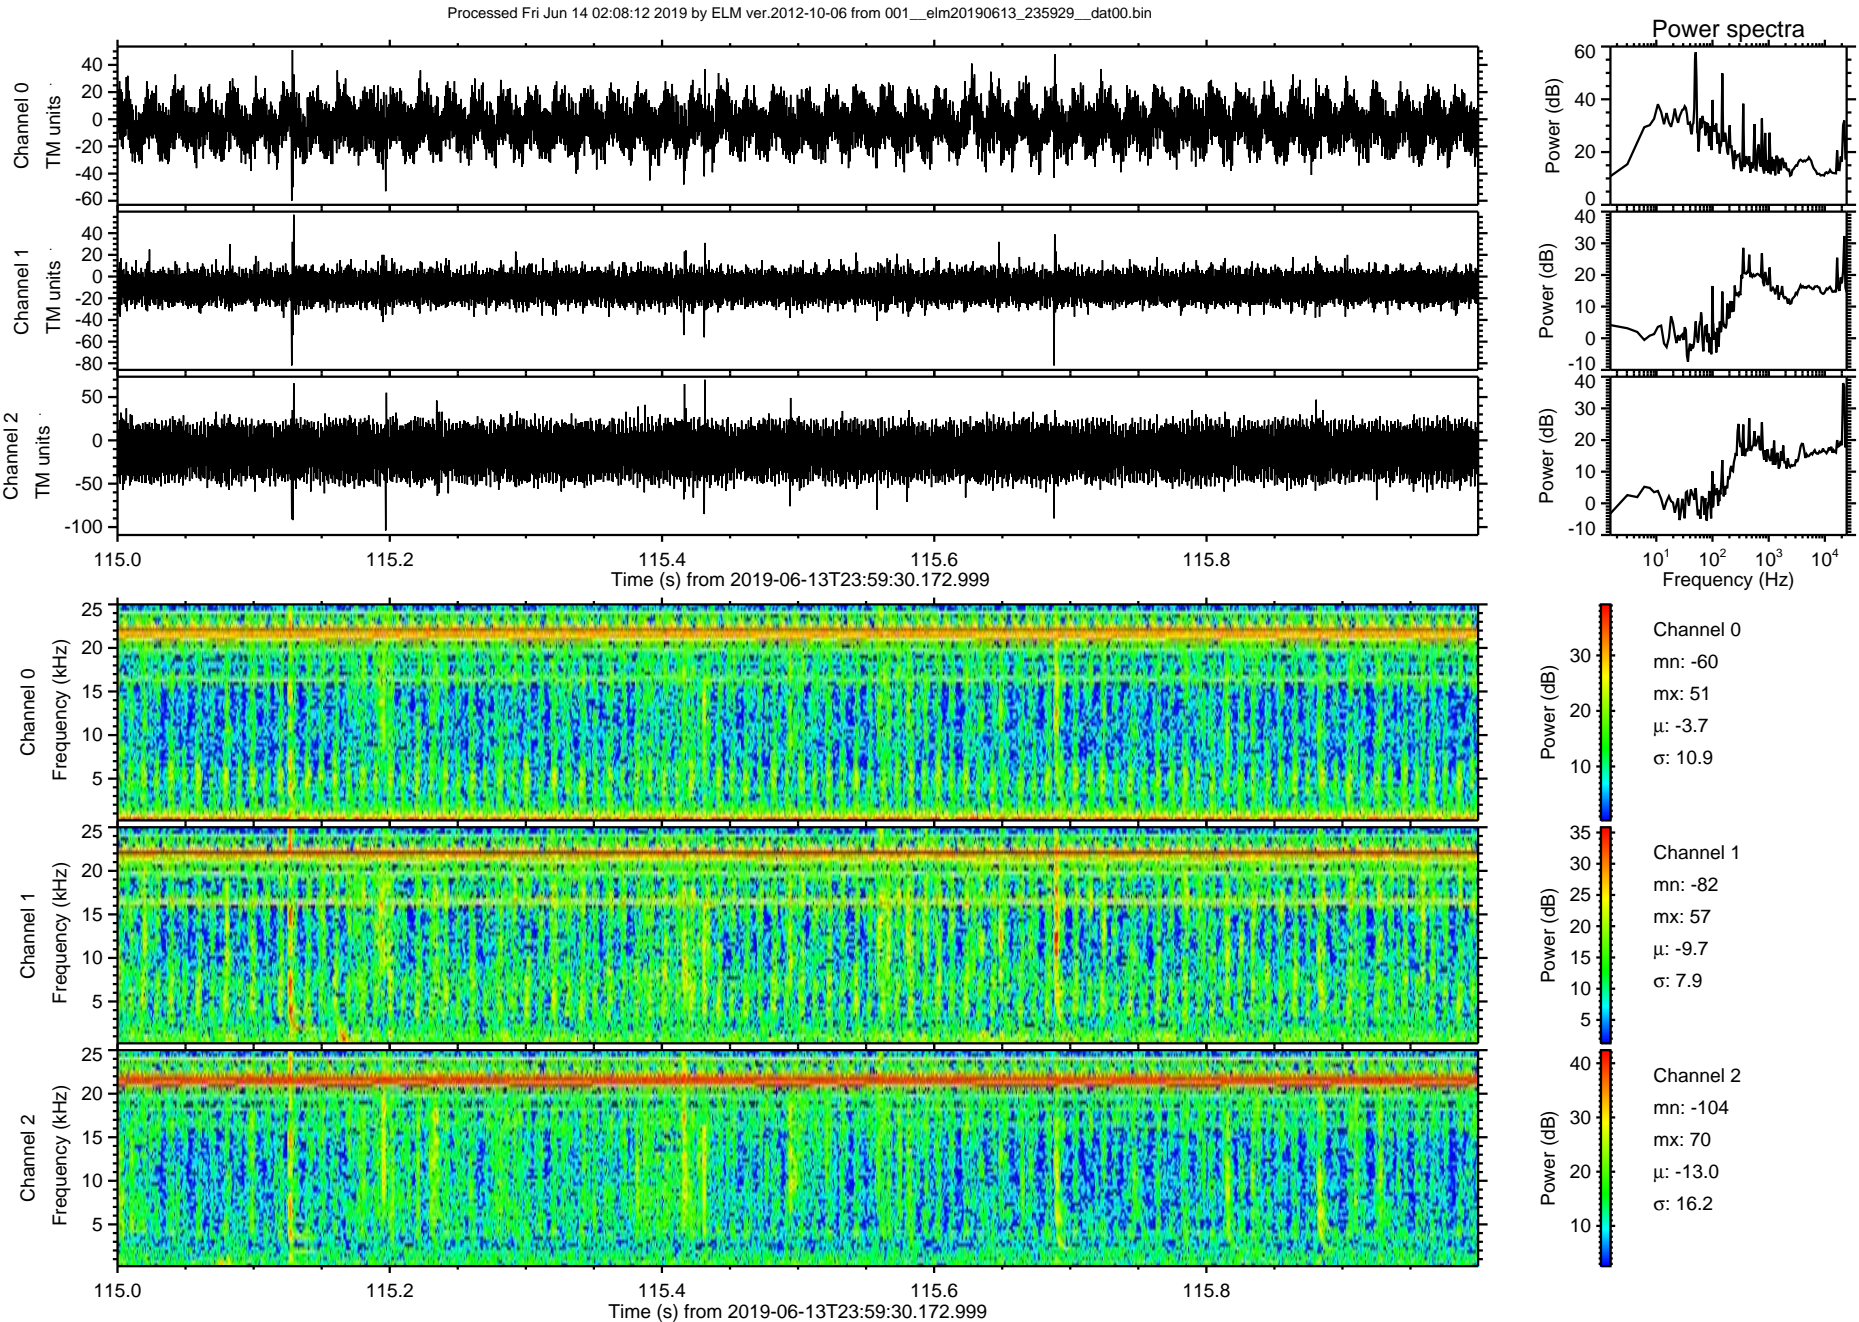 Processed Fri Jun 14 02:08:12 2019 by ELM ver.2012-10-06 from 001__elm20190613_235929__dat00.bin
Power spectra
Channel 0
TM units
40
20
0
-20
-40
-60
Power (dB)
60
40
20
0
Channel 1
TM units
40
20
0
-20
-40
-60
-80
Power (dB)
40
30
20
10
0
-10
Channel 2
TM units
50
0
-50
-100
Power (dB)
40
30
20
10
0
-10
115.0 115.2 115.4 115.6 115.8
Time (s) from 2019-06-13T23:59:30.172.999
10^1 10^2 10^3 10^4
Frequency (Hz)
Channel 0
Frequency (kHz)
25
20
15
10
5
Power (dB)
30
20
10
Channel 0
mn: -60
mx: 51
μ: -3.7
σ: 10.9
Channel 1
Frequency (kHz)
25
20
15
10
5
Power (dB)
35
30
25
20
15
10
5
Channel 1
mn: -82
mx: 57
μ: -9.7
σ: 7.9
Channel 2
Frequency (kHz)
25
20
15
10
5
Power (dB)
40
30
20
10
Channel 2
mn: -104
mx: 70
μ: -13.0
σ: 16.2
115.0 115.2 115.4 115.6 115.8
Time (s) from 2019-06-13T23:59:30.172.999